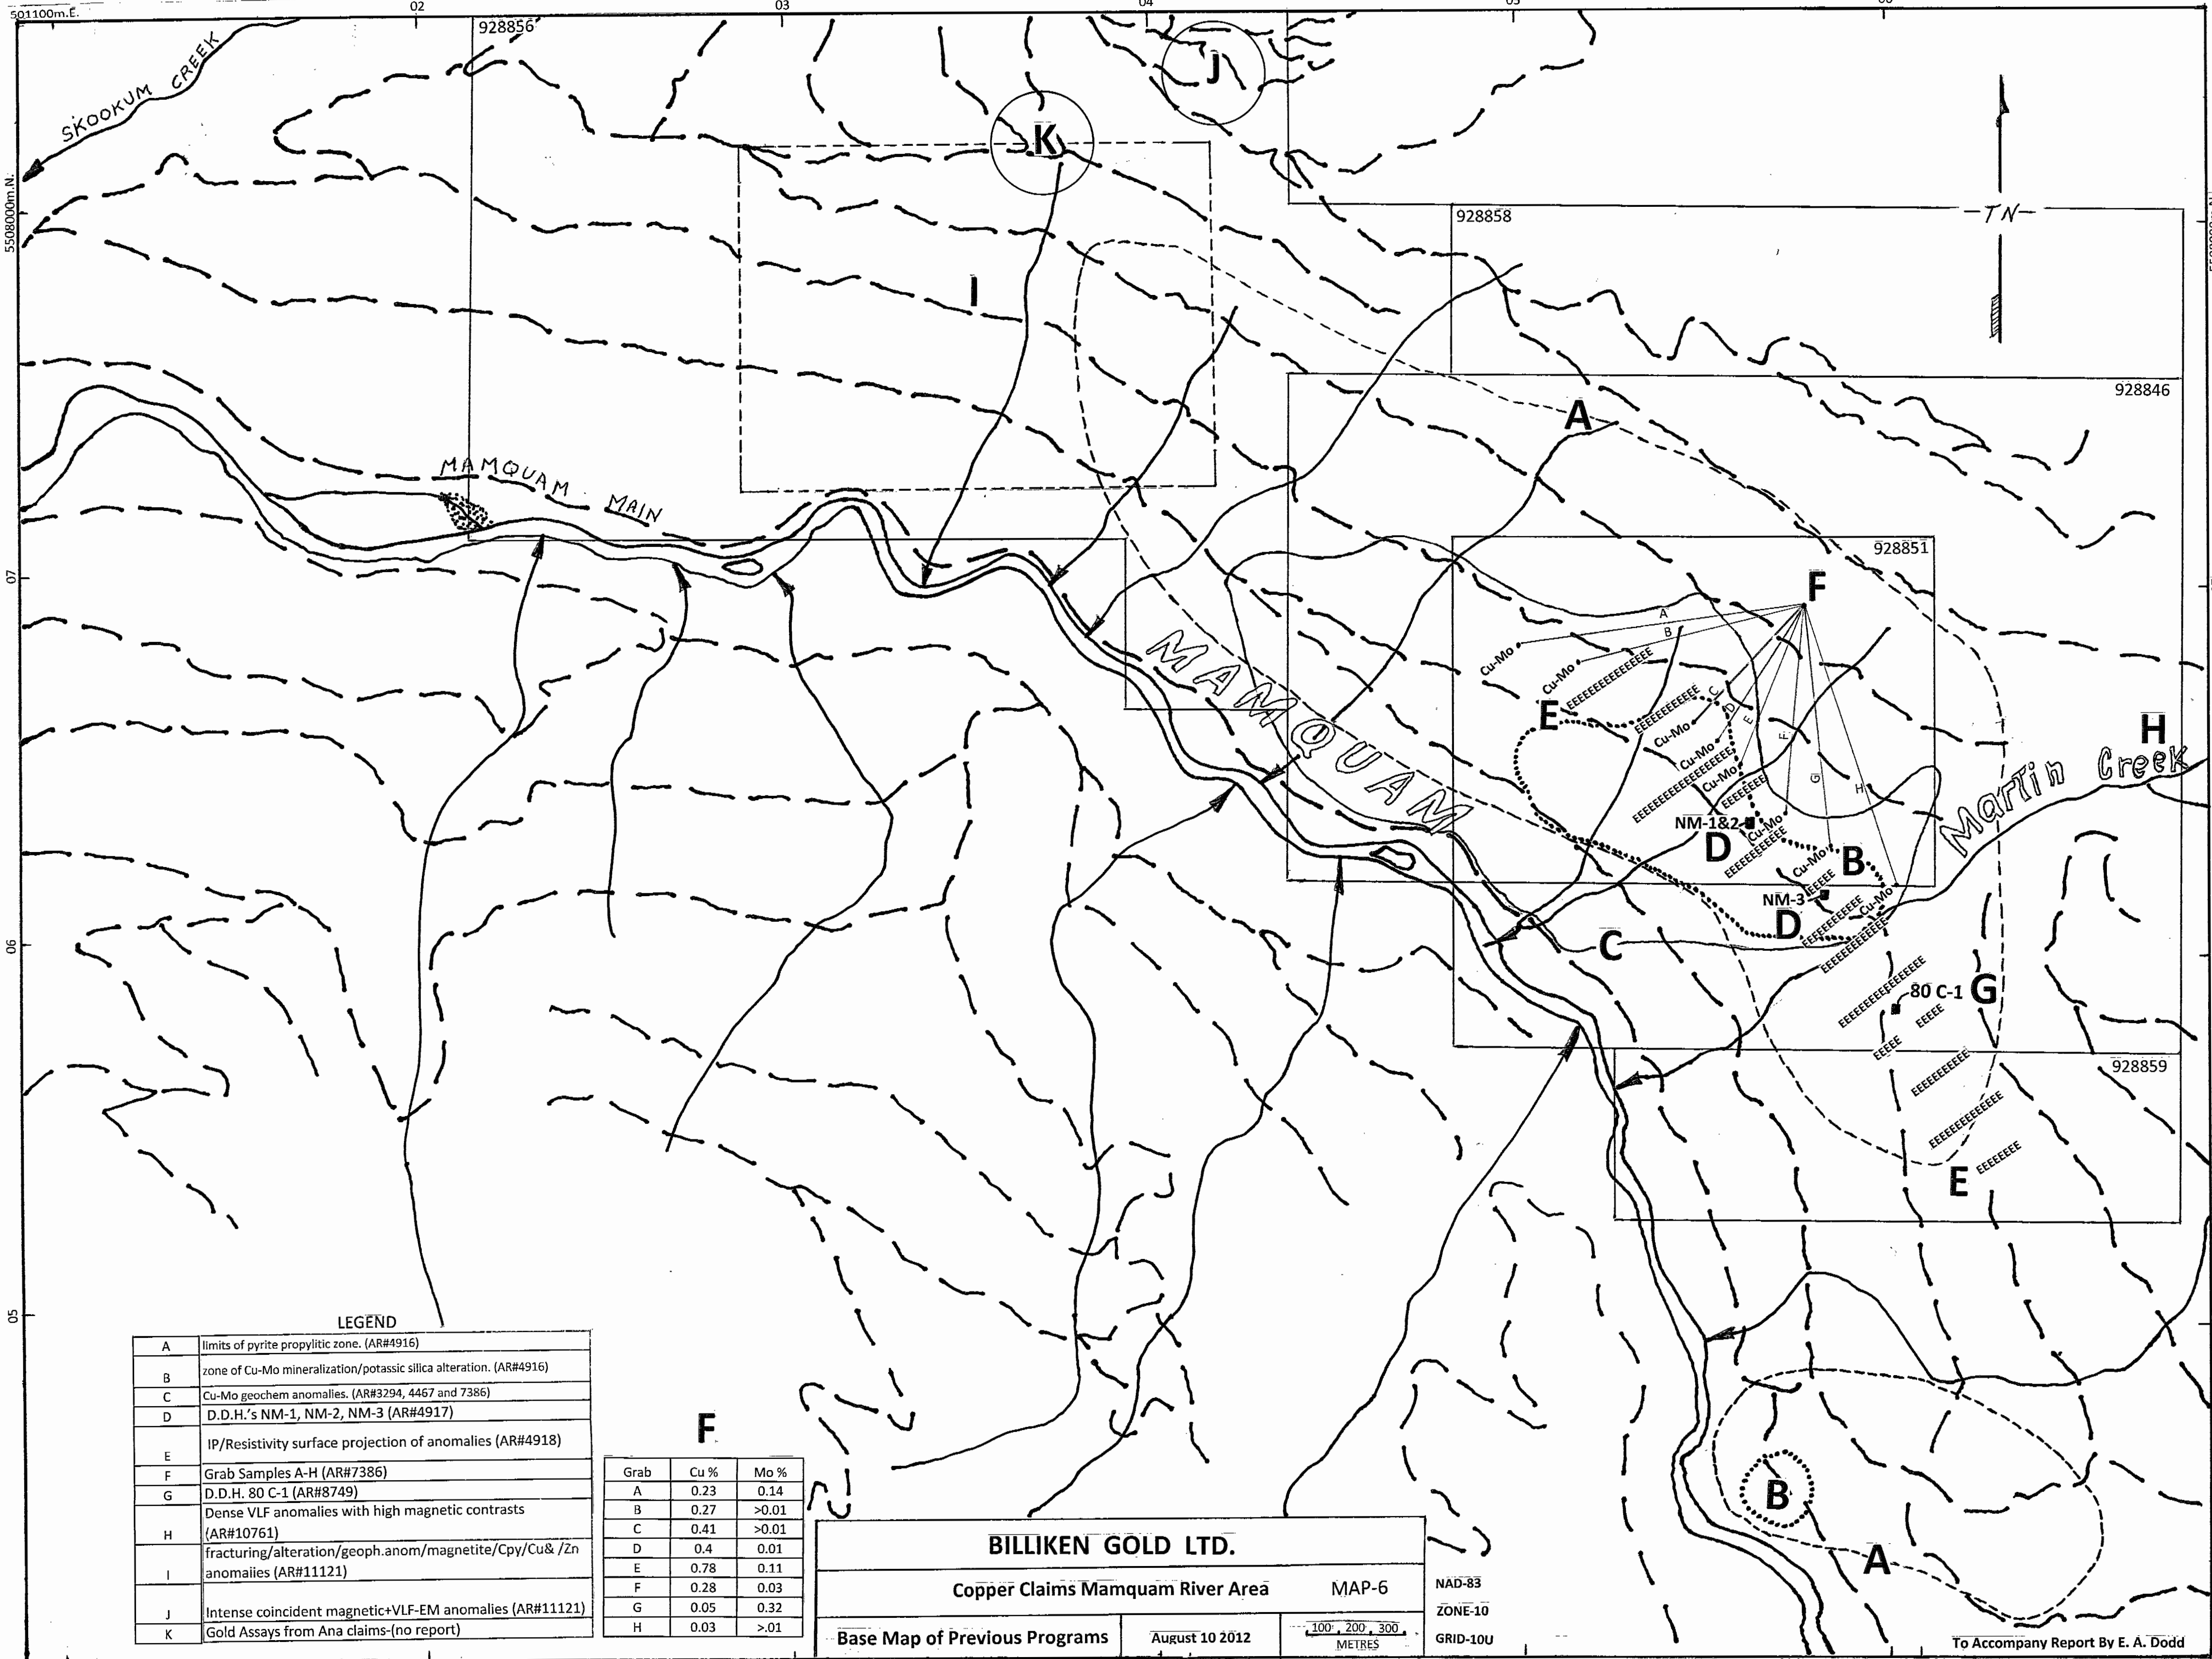 501100m.E.
02
03
04
05
06
SKOOKUM CREEK
928856
J
K
5508000m.N.
928858
-TN-
I
928846
A
MAMQUAM MAIN
07
928851
F
A
B
Cu-Mo
Cu-Mo
EEEEEEEEEEEEEEE
E
EEEEEEEEEEE
C
D
E
F
G
H
Cu-Mo
Cu-Mo
Cu-Mo
MAMQUAM
H
Martin Creek
NM-1&2
D
Cu-Mo
Cu-Mo
B
NM-3
D
Cu-Mo
06
C
80 C-1
G
928859
E
05
LEGEND
A limits of pyrite propylitic zone. (AR#4916)
B zone of Cu-Mo mineralization/potassic silica alteration. (AR#4916)
C Cu-Mo geochem anomalies. (AR#3294, 4467 and 7386)
D D.D.H.'s NM-1, NM-2, NM-3 (AR#4917)
E IP/Resistivity surface projection of anomalies (AR#4918)
F Grab Samples A-H (AR#7386)
G D.D.H. 80 C-1 (AR#8749)
H Dense VLF anomalies with high magnetic contrasts
(AR#10761)
I fracturing/alteration/geoph.anom/magnetite/Cpy/Cu& /Zn
anomaiies (AR#11121)
J Intense coincident magnetic+VLF-EM anomalies (AR#11121)
K Gold Assays from Ana claims-(no report)
F
Grab Cu % Mo %
A 0.23 0.14
B 0.27 >0.01
C 0.41 >0.01
D 0.4 0.01
E 0.78 0.11
F 0.28 0.03
G 0.05 0.32
H 0.03 >.01
B
A
BILLIKEN GOLD LTD.
Copper Claims Mamquam River Area MAP-6
Base Map of Previous Programs August 10 2012
100 200 300
METRES
NAD-83
ZONE-10
GRID-10U
To Accompany Report By E. A. Dodd